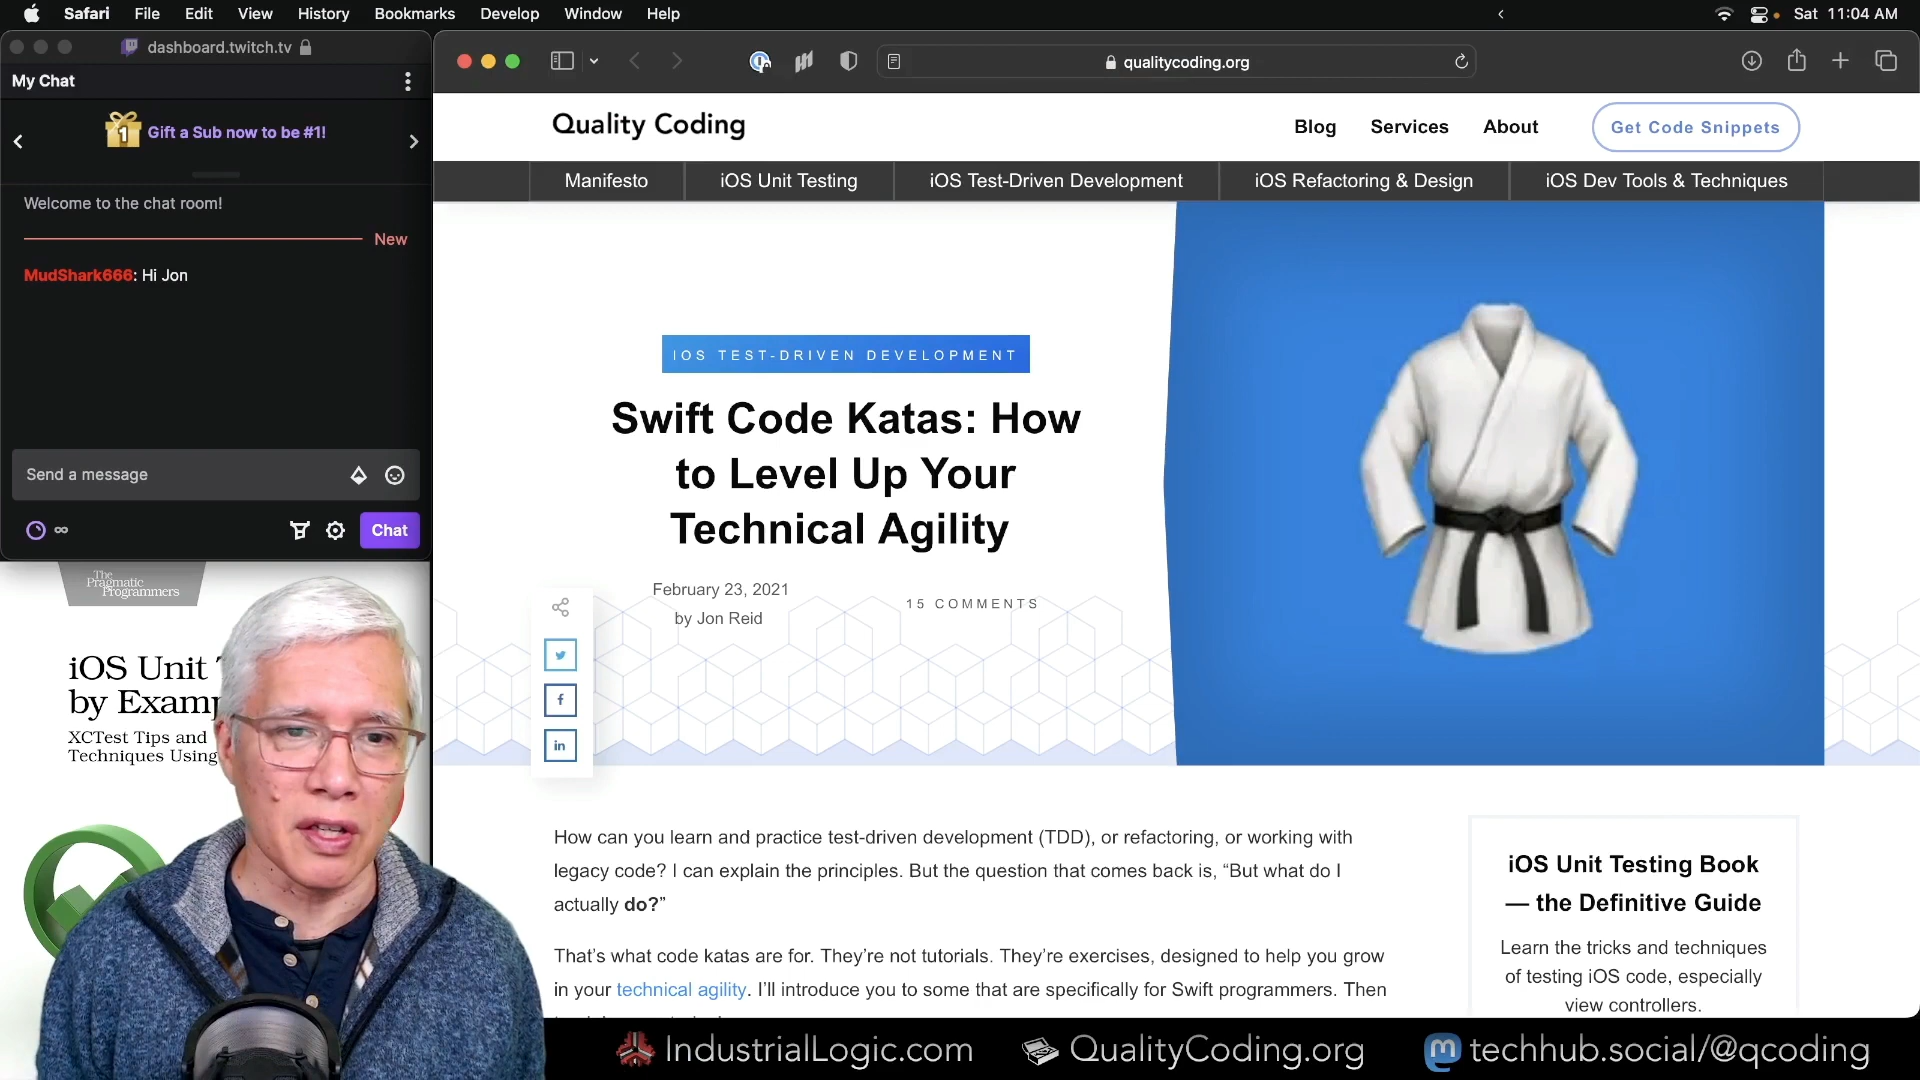 Safari File Edit View History Bookmarks Develop Window Help
Sat 11:04 AM
dashboard.twitch.tv
My Chat
1 Gift a Sub now to be #1!
Welcome to the chat room!
New
MudShark666: Hi Jon
Send a message
Chat
qualitycoding.org
Quality Coding
Blog Services About Get Code Snippets
Manifesto iOS Unit Testing iOS Test-Driven Development iOS Refactoring & Design iOS Dev Tools & Techniques
IOS TEST-DRIVEN DEVELOPMENT
Swift Code Katas: How
to Level Up Your
Technical Agility
February 23, 2021
by Jon Reid
15 COMMENTS
How can you learn and practice test-driven development (TDD), or refactoring, or working with
legacy code? I can explain the principles. But the question that comes back is, “But what do I
actually do?”
That’s what code katas are for. They’re not tutorials. They’re exercises, designed to help you grow
in your technical agility. I’ll introduce you to some that are specifically for Swift programmers. Then
iOS Unit Testing Book
— the Definitive Guide
Learn the tricks and techniques
of testing iOS code, especially
view controllers.
The
Pragmatic
Programmers
iOS Unit
by Examp
XCTest Tips and
Techniques Using
IndustrialLogic.com QualityCoding.org techhub.social/@qcoding